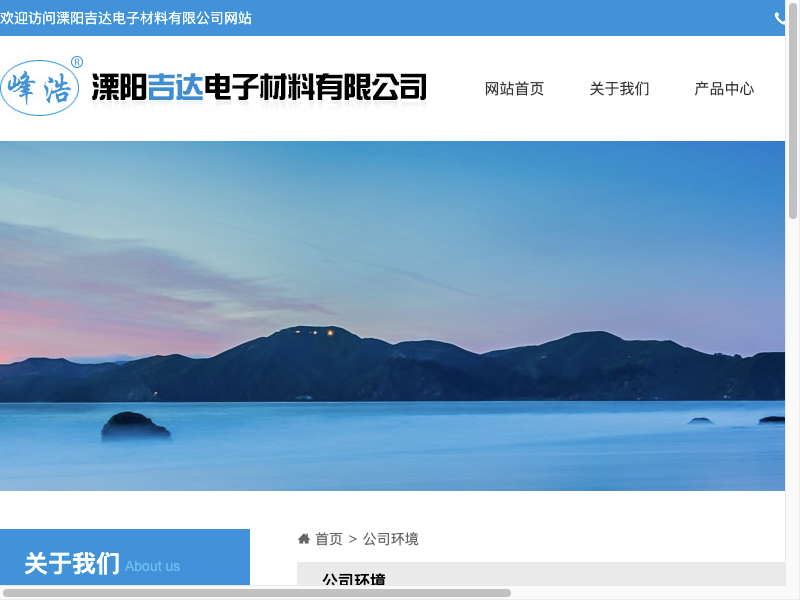 欢迎访问溧阳吉达电子材料有限公司网站
峰浩®
溧阳吉达电子材料有限公司
网站首页 关于我们 产品中心
首页 > 公司环境
关于我们 About us
公司环境